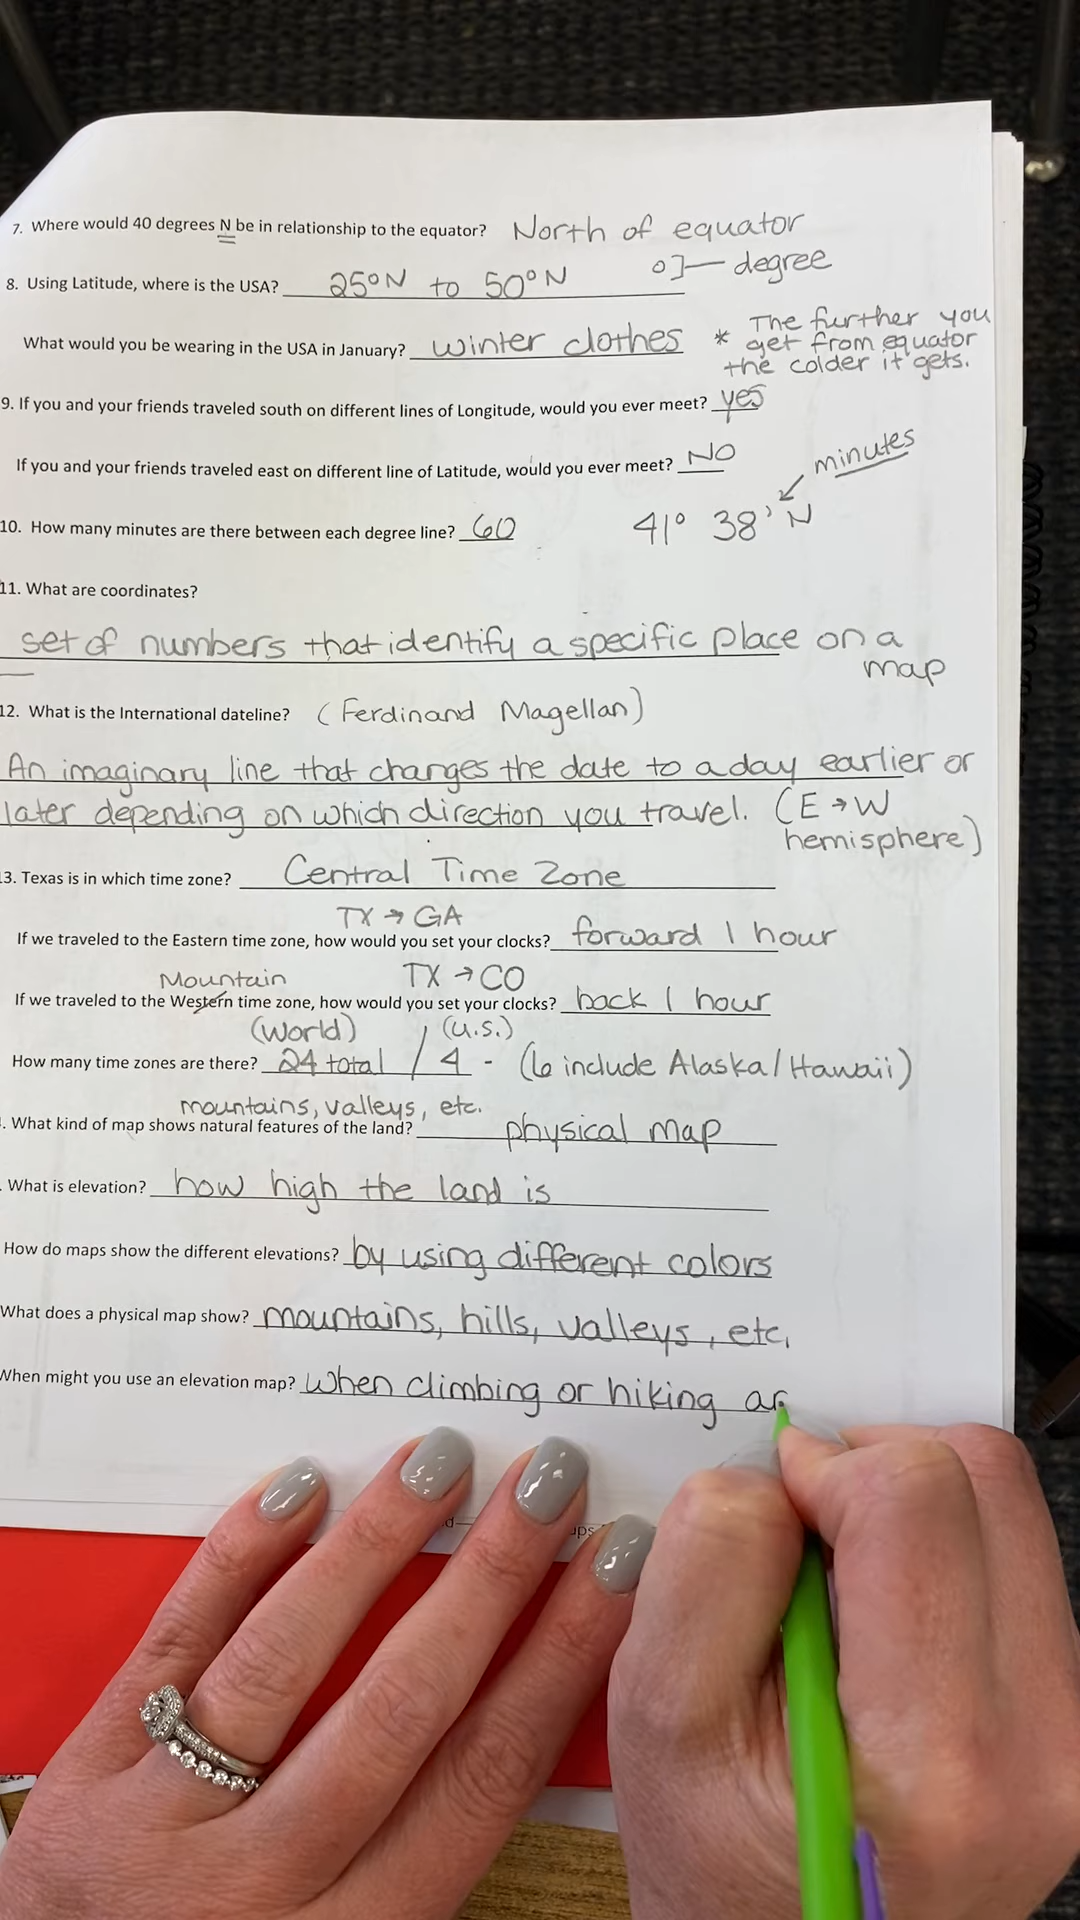 7. Where would 40 degrees N be in relationship to the equator? North of equator
o]— degree
8. Using Latitude, where is the USA? 25°N to 50°N
What would you be wearing in the USA in January? winter clothes * The further you
get from equator
the colder it gets.
9. If you and your friends traveled south on different lines of Longitude, would you ever meet? yes
If you and your friends traveled east on different line of Latitude, would you ever meet? NO
minutes
10. How many minutes are there between each degree line? 60 41° 38' N
11. What are coordinates?
set of numbers that identify a specific place on a
map
12. What is the International dateline? (Ferdinand Magellan)
An imaginary line that changes the date to a day earlier or
later depending on which direction you travel. (E → W
hemisphere)
3. Texas is in which time zone? Central Time Zone
TX → GA
If we traveled to the Eastern time zone, how would you set your clocks? forward 1 hour
Mountain TX → CO
If we traveled to the Western time zone, how would you set your clocks? back 1 hour
(World) / (U.S.)
How many time zones are there? 24 total / 4 - (6 include Alaska/Hawaii)
mountains, valleys, etc.
. What kind of map shows natural features of the land? physical map
. What is elevation? how high the land is
How do maps show the different elevations? by using different colors
What does a physical map show? mountains, hills, valleys, etc.
When might you use an elevation map? when climbing or hiking